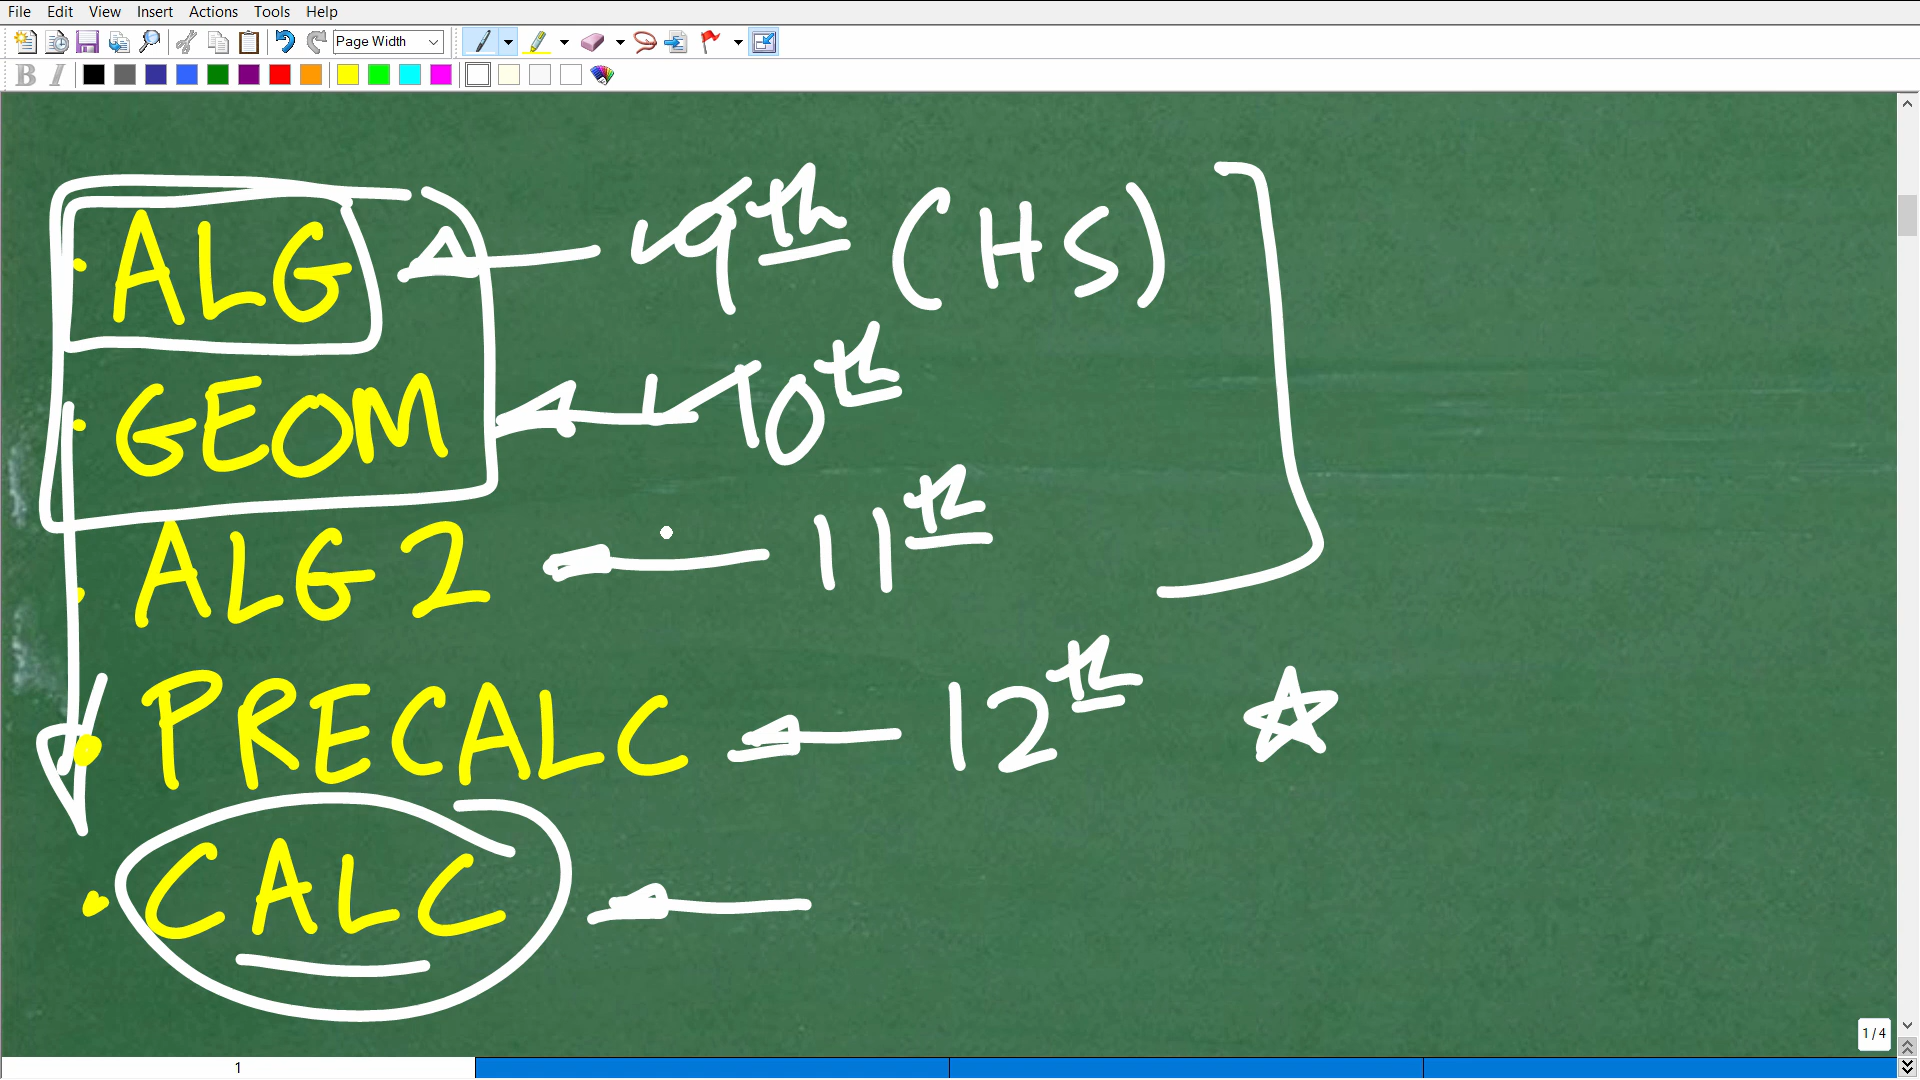 File Edit View Insert Actions Tools Help
Page Width
B I
• ALG 9th (HS)
• GEOM 10th
• ALG 2 11th
• PRECALC 12th
• CALC
1 / 4
1